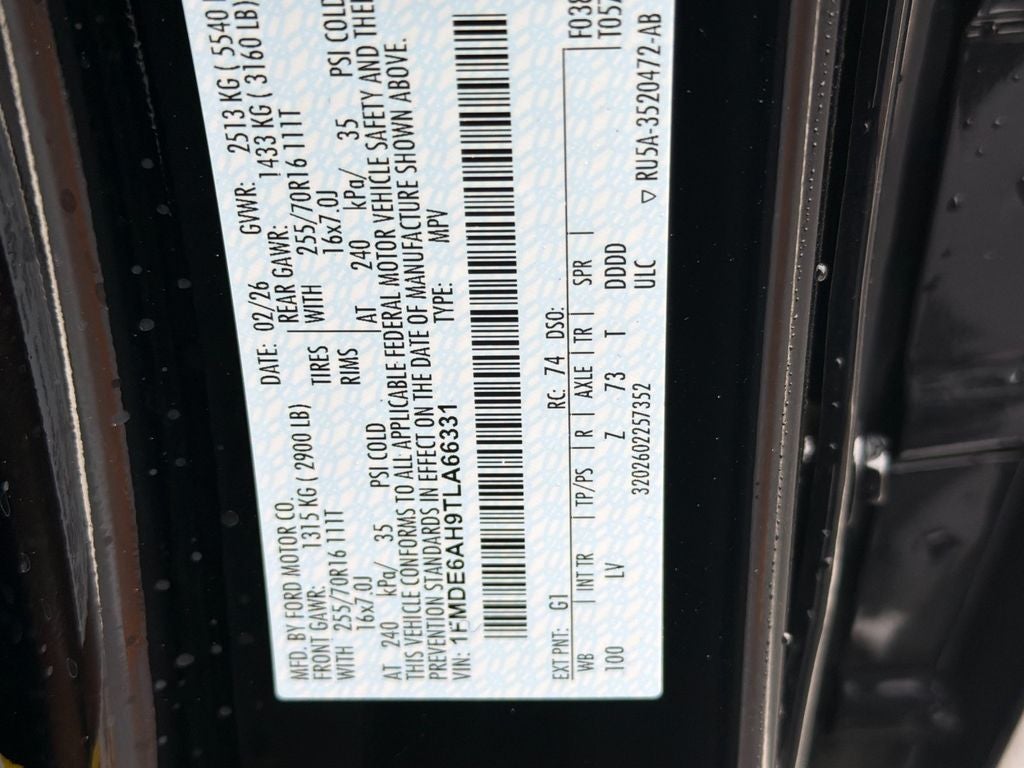 MFD. BY FORD MOTOR CO. DATE: 02/26 GVWR: 2513 KG ( 5540
FRONT GAWR: 1315 KG ( 2900 LB) REAR GAWR: 1433 KG ( 3160 LB)
WITH 255/70R16 111T TIRES WITH 255/70R16 111T
16x7.0J RIMS 16x7.0J
AT 240 kPa/ 35 PSI COLD AT 240 kPa/ 35 PSI COLD
THIS VEHICLE CONFORMS TO ALL APPLICABLE FEDERAL MOTOR VEHICLE SAFETY AND
PREVENTION STANDARDS IN EFFECT ON THE DATE OF MANUFACTURE SHOWN ABOVE.
VIN: 1FMDE6AH9TLA66331 TYPE: MPV
EXT PNT: G1 RC: 74 DSO:
WB | INT TR | TP/PS | R | AXLE | TR | SPR |
100 LV Z 73 T DDDD
ULC
3202602257352 ▽ RU5A-3520472-AB